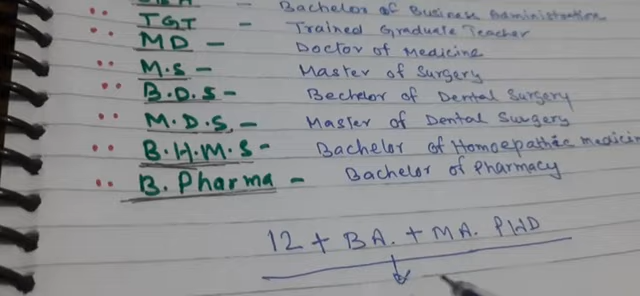 Bachelor of Business Administration
TGT - Trained Graduate Teacher
MD - Doctor of Medicine
M.S - Master of Surgery
B.D.S - Bechelor of Dental Surgery
M.D.S. - Master of Dental Surgery
B.H.M.S - Bachelor of Homoepathic medicin
B. Pharma - Bachelor of Pharmacy
12 + BA. + MA. PHD